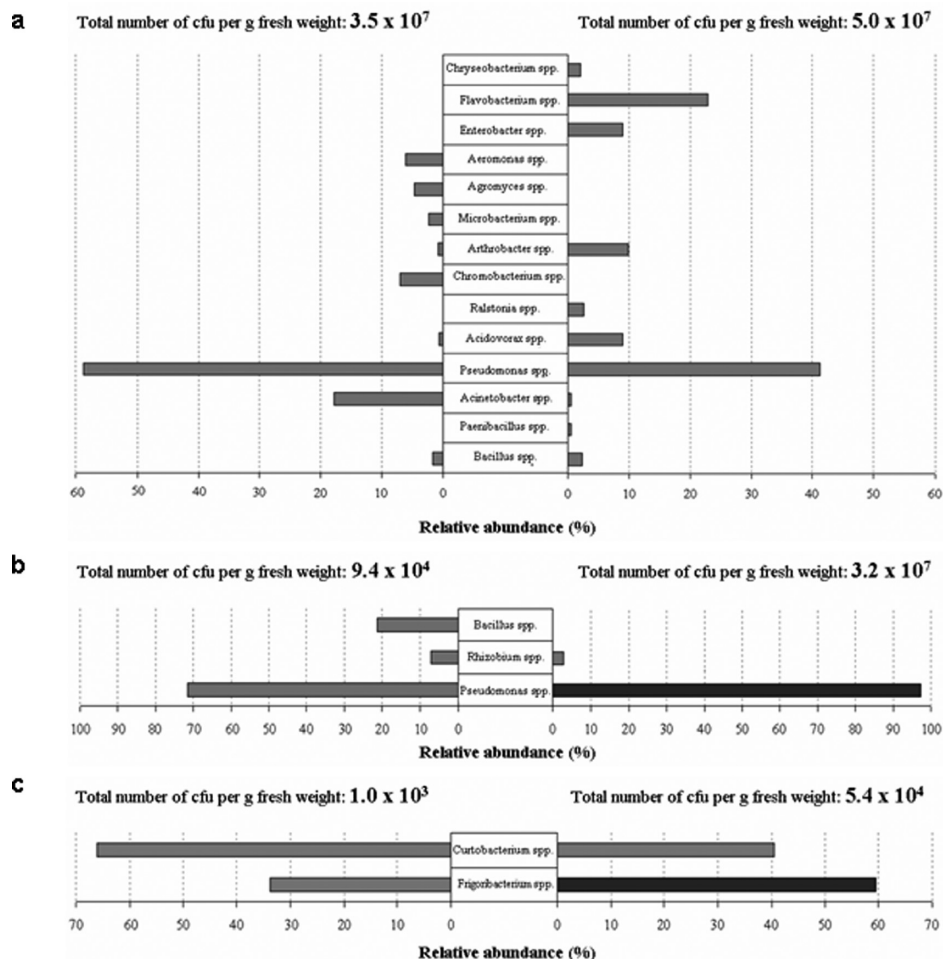 a
Total number of cfu per g fresh weight: 3.5 x 10⁷
Total number of cfu per g fresh weight: 5.0 x 10⁷
Chryseobacterium spp.
Flavobacterium spp.
Enterobacter spp.
Aeromonas spp.
Agromyces spp.
Microbacterium spp.
Arthrobacter spp.
Chromobacterium spp.
Ralstonia spp.
Acidovorax spp.
Pseudomonas spp.
Acinetobacter spp.
Paenibacillus spp.
Bacillus spp.
60 50 40 30 20 10 0 0 10 20 30 40 50 60
Relative abundance (%)
b
Total number of cfu per g fresh weight: 9.4 x 10⁴
Total number of cfu per g fresh weight: 3.2 x 10⁷
Bacillus spp.
Rhizobium spp.
Pseudomonas spp.
100 90 80 70 60 50 40 30 20 10 0 0 10 20 30 40 50 60 70 80 90 100
Relative abundance (%)
c
Total number of cfu per g fresh weight: 1.0 x 10³
Total number of cfu per g fresh weight: 5.4 x 10⁴
Curtobacterium spp.
Frigoribacterium spp.
70 60 50 40 30 20 10 0 0 10 20 30 40 50 60 70
Relative abundance (%)